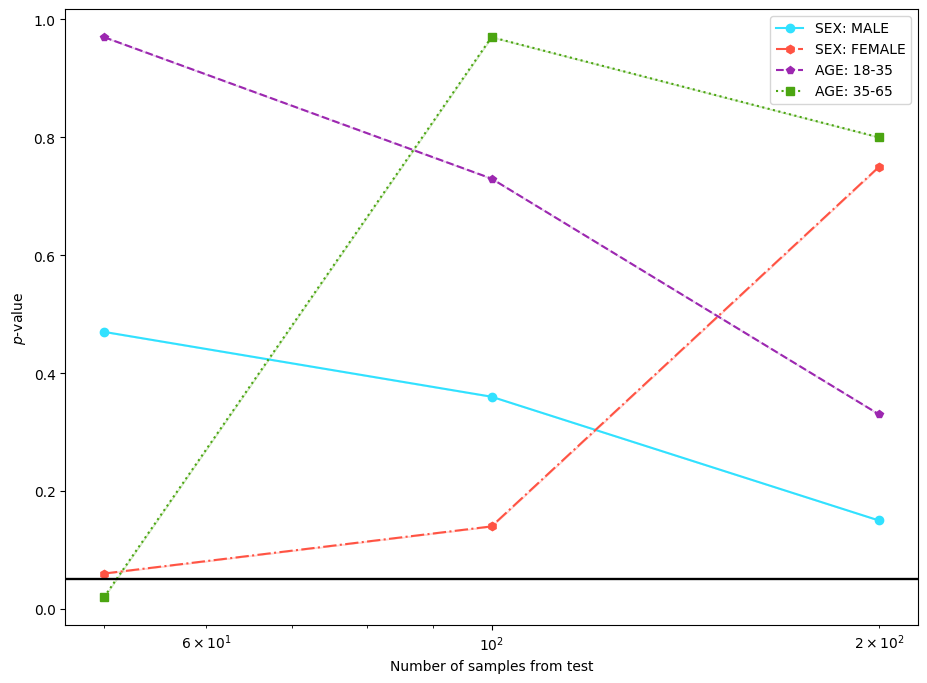 1.0
0.8
0.6
0.4
0.2
0.0
p-value
SEX: MALE
SEX: FEMALE
AGE: 18-35
AGE: 35-65
6 × 10¹
10²
2 × 10²
Number of samples from test